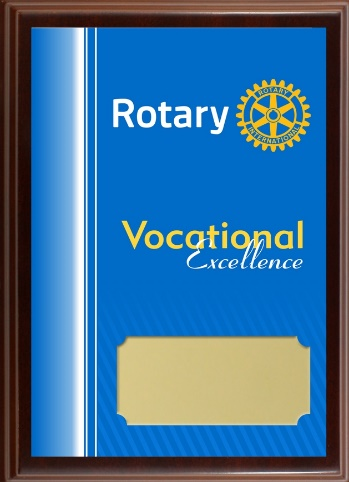 Rotary
ROTARY
INTERNATIONAL
Vocational
Excellence